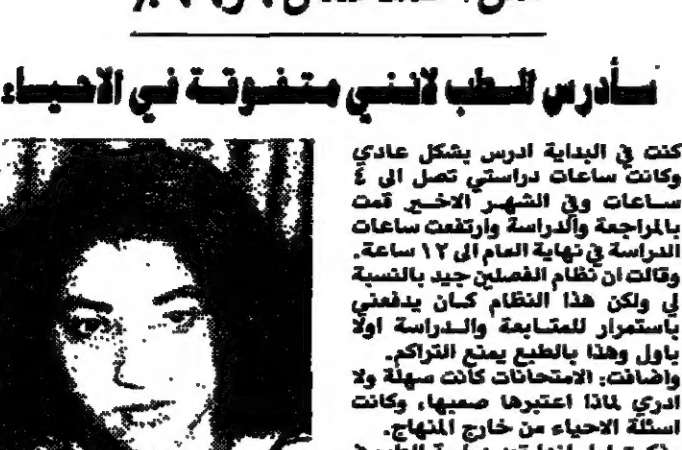 سأدرس للطب لانني متفوقة في الاحياء
كنت في البداية ادرس بشكل عادي
وكانت ساعات دراستي تصل الى ٤
ساعات وفي الشهر الاخير قمت
بالمراجعة والدراسة وارتفعت ساعات
الدراسة في نهاية العام الى ١٢ ساعة.
وقالت ان نظام الفصلين جيد بالنسبة
لي ولكن هذا النظام كان يدفعني
باستمرار للمتابعة والدراسة اولا
باول وهذا بالطبع يمنع التراكم.
واضافت: الامتحانات كانت سهلة ولا
ادري لماذا اعتبرها صعبها، وكانت
اسئلة الاحياء من خارج المنهاج.